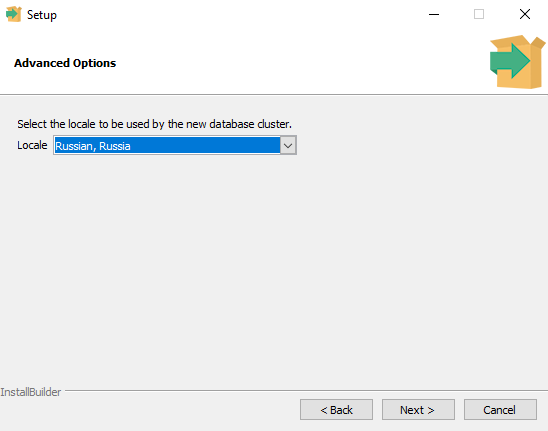 Setup
Advanced Options
Select the locale to be used by the new database cluster.
Locale Russian, Russia
InstallBuilder
< Back Next > Cancel